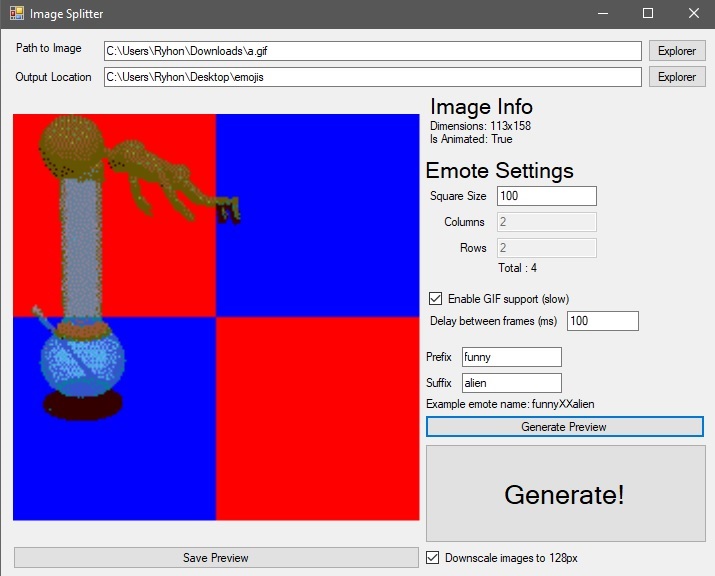 Image Splitter
Path to Image C:\Users\Ryhon\Downloads\a.gif Explorer
Output Location C:\Users\Ryhon\Desktop\emojis Explorer
Image Info
Dimensions: 113x158
Is Animated: True
Emote Settings
Square Size 100
Columns 2
Rows 2
Total : 4
Enable GIF support (slow)
Delay between frames (ms) 100
Prefix funny
Suffix alien
Example emote name: funnyXXalien
Generate Preview
Generate!
Save Preview
Downscale images to 128px